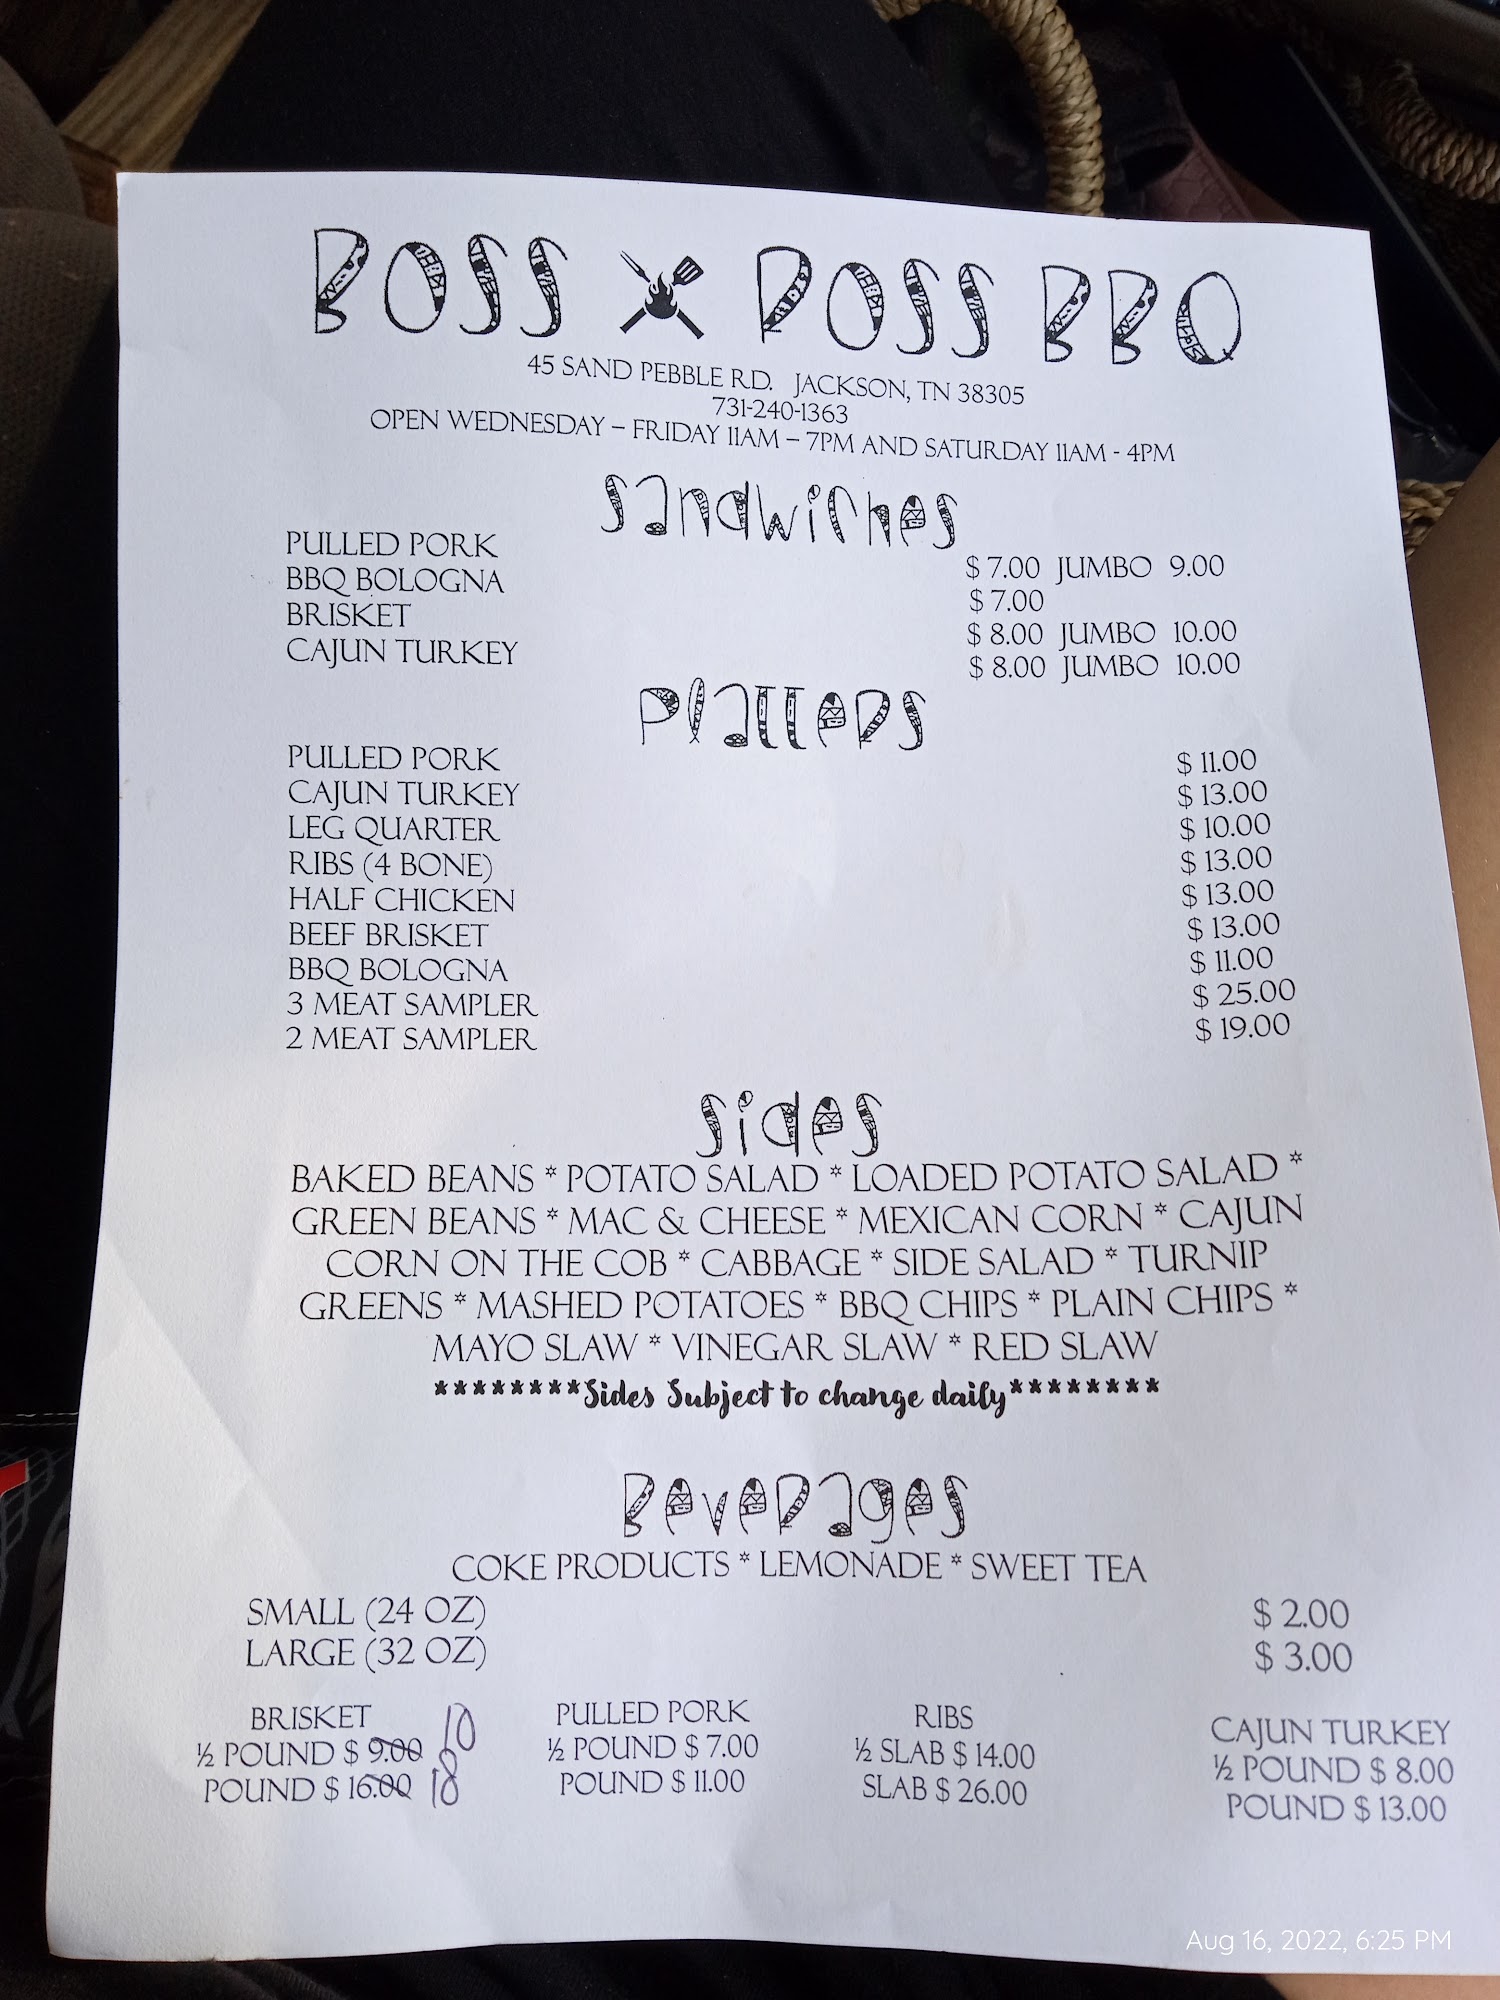 BOSS ROSS BBQ
45 SAND PEBBLE RD. JACKSON, TN 38305
731-240-1363
OPEN WEDNESDAY – FRIDAY 11AM – 7PM AND SATURDAY 11AM - 4PM
Sandwiches
PULLED PORK $ 7.00 JUMBO 9.00
BBQ BOLOGNA $ 7.00
BRISKET $ 8.00 JUMBO 10.00
CAJUN TURKEY $ 8.00 JUMBO 10.00
Platters
PULLED PORK $ 11.00
CAJUN TURKEY $ 13.00
LEG QUARTER $ 10.00
RIBS (4 BONE) $ 13.00
HALF CHICKEN $ 13.00
BEEF BRISKET $ 13.00
BBQ BOLOGNA $ 11.00
3 MEAT SAMPLER $ 25.00
2 MEAT SAMPLER $ 19.00
Sides
BAKED BEANS * POTATO SALAD * LOADED POTATO SALAD *
GREEN BEANS * MAC & CHEESE * MEXICAN CORN * CAJUN
CORN ON THE COB * CABBAGE * SIDE SALAD * TURNIP
GREENS * MASHED POTATOES * BBQ CHIPS * PLAIN CHIPS *
MAYO SLAW * VINEGAR SLAW * RED SLAW
********Sides Subject to change daily********
Beverages
COKE PRODUCTS * LEMONADE * SWEET TEA
SMALL (24 OZ) $ 2.00
LARGE (32 OZ) $ 3.00
BRISKET
½ POUND $ 9.00 10
POUND $ 16.00 18
PULLED PORK
½ POUND $ 7.00
POUND $ 11.00
RIBS
½ SLAB $ 14.00
SLAB $ 26.00
CAJUN TURKEY
½ POUND $ 8.00
POUND $ 13.00
Aug 16, 2022, 6:25 PM